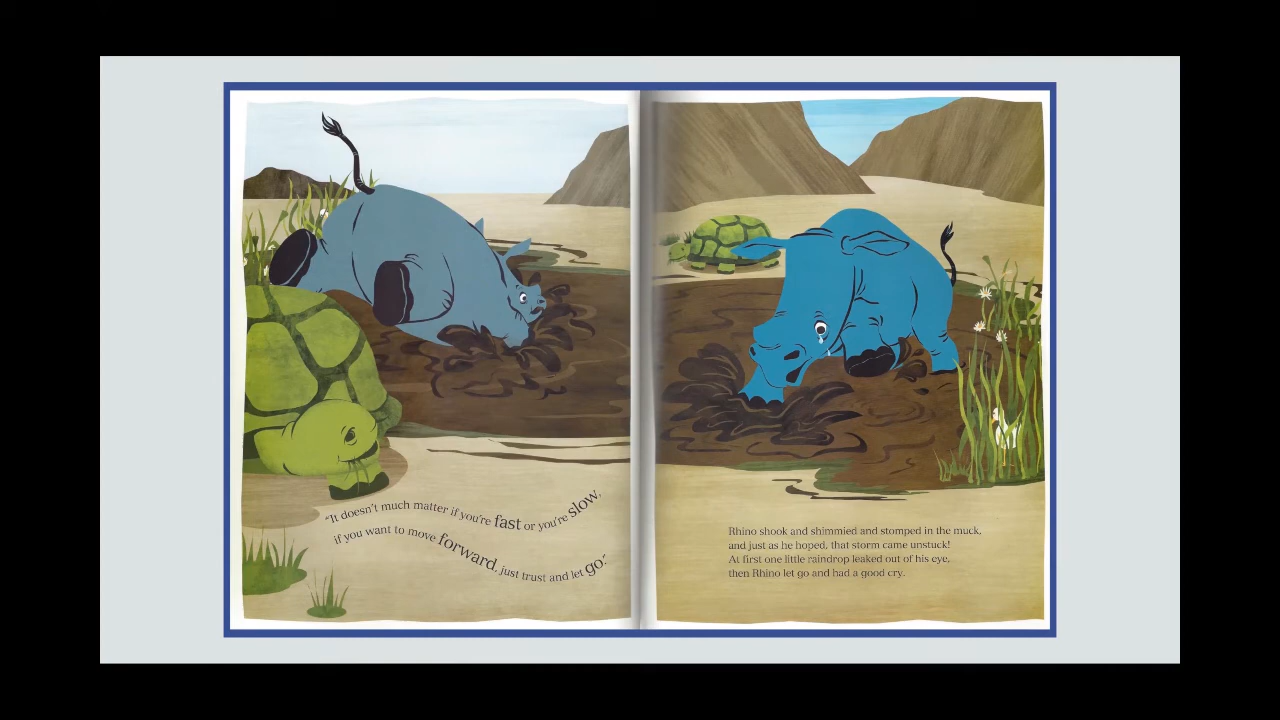 "It doesn't much matter if you're fast or you're slow,
if you want to move forward, just trust and let go."
Rhino shook and shimmied and stomped in the muck,
and just as he hoped, that storm came unstuck!
At first one little raindrop leaked out of his eye,
then Rhino let go and had a good cry.